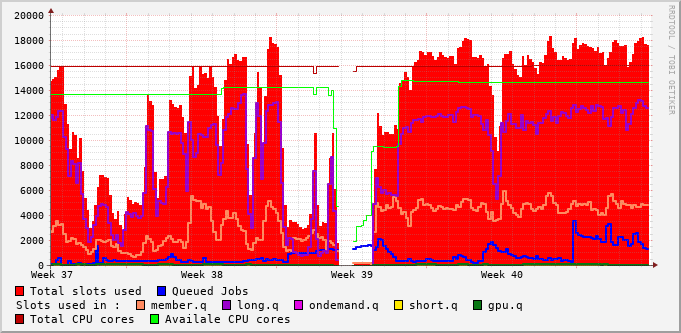 20000
18000
16000
14000
12000
10000
8000
6000
4000
2000
0
Week 37 Week 38 Week 39 Week 40
RRDTOOL / TOBI OETIKER
Total slots used Queued Jobs
Slots used in : member.q long.q ondemand.q short.q gpu.q
Total CPU cores Availale CPU cores